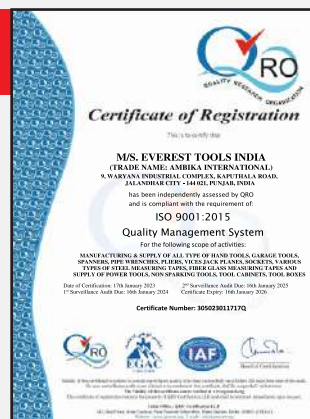 QRO
QUALITY RESEARCH ORGANIZATION
Certificate of Registration
This is to certify that
M/S. EVEREST TOOLS INDIA
(TRADE NAME: AMBIKA INTERNATIONAL)
9, WARYANA INDUSTRIAL COMPLEX, KAPUTHALA ROAD,
JALANDHAR CITY - 144 021, PUNJAB, INDIA
has been independently assessed by QRO
and is compliant with the requirement of:
ISO 9001:2015
Quality Management System
For the following scope of activities:
MANUFACTURING & SUPPLY OF ALL TYPE OF HAND TOOLS, GARAGE TOOLS,
SPANNERS, PIPE WRENCHES, PLIERS, VICES JACK PLANES, SOCKETS, VARIOUS
TYPES OF STEEL MEASURING TAPES, FIBER GLASS MEASURING TAPES AND
SUPPLY OF POWER TOOLS, NON SPARKING TOOLS, TOOL CABINETS, TOOL BOXES
Date of Certification: 17th January 2023 2nd Surveillance Audit Due: 16th January 2025
1st Surveillance Audit Due: 16th January 2024 Certificate Expiry: 16th January 2026
Certificate Number: 305023011717Q
QRO
IAF
Head of Certification